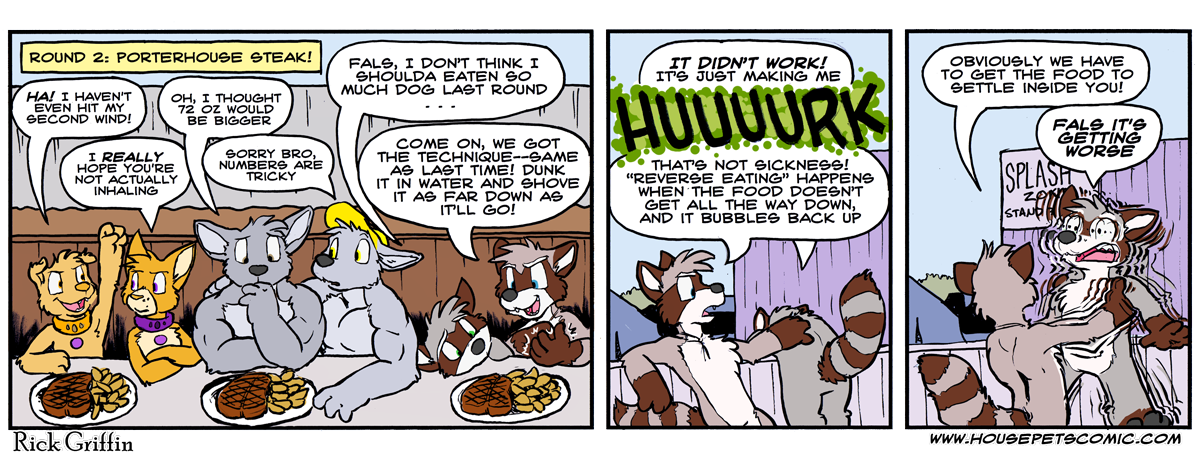 ROUND 2: PORTERHOUSE STEAK!
HA! I HAVEN'T
EVEN HIT MY
SECOND WIND!
I REALLY
HOPE YOU'RE
NOT ACTUALLY
INHALING
OH, I THOUGHT
72 OZ WOULD
BE BIGGER
SORRY BRO,
NUMBERS ARE
TRICKY
FALS, I DON'T THINK I
SHOULDA EATEN SO
MUCH DOG LAST ROUND
. . .
COME ON, WE GOT
THE TECHNIQUE--SAME
AS LAST TIME! DUNK
IT IN WATER AND SHOVE
IT AS FAR DOWN AS
IT'LL GO!
IT DIDN'T WORK!
IT'S JUST MAKING ME
HUUUUURK
THAT'S NOT SICKNESS!
"REVERSE EATING" HAPPENS
WHEN THE FOOD DOESN'T
GET ALL THE WAY DOWN,
AND IT BUBBLES BACK UP
OBVIOUSLY WE HAVE
TO GET THE FOOD TO
SETTLE INSIDE YOU!
FALS IT'S
GETTING
WORSE
SPLASH
ZO
STAND
Rick Griffin
WWW.HOUSEPETSCOMIC.COM